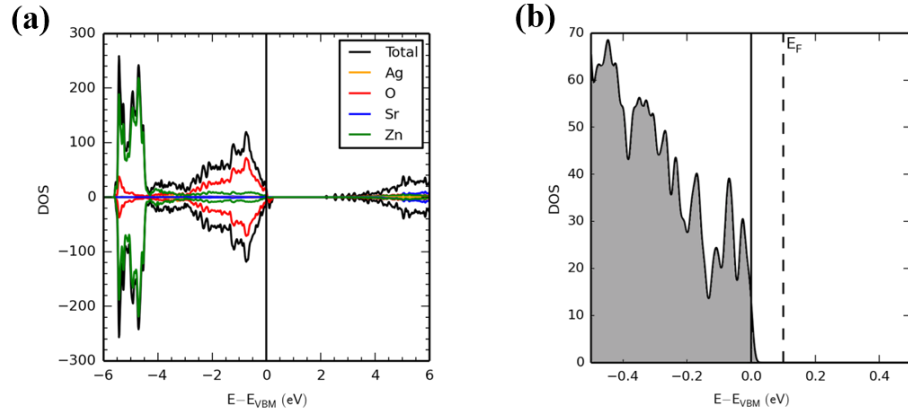 (a)
300
200
100
0
−100
−200
−300
DOS
−6 −4 −2 0 2 4 6
E−E_VBM (eV)
Total
Ag
O
Sr
Zn
(b)
70
60
50
40
30
20
10
0
DOS
−0.4 −0.2 0.0 0.2 0.4
E−E_VBM (eV)
E_F